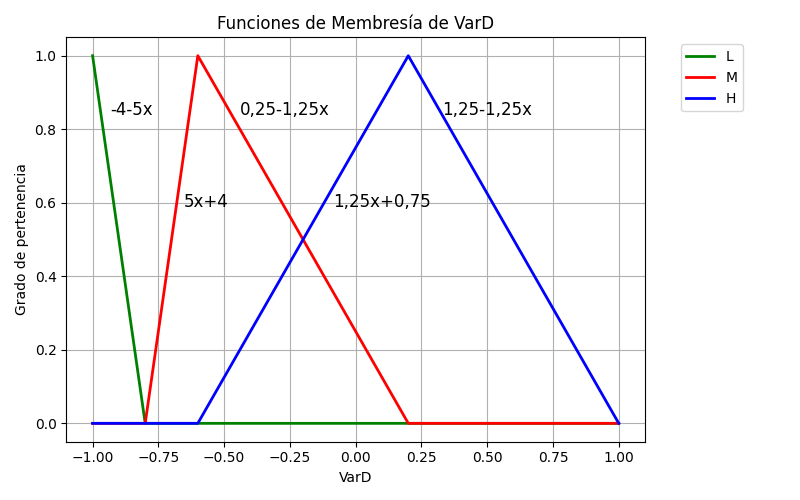 Funciones de Membresía de VarD
L
M
H
Grado de pertenencia
1.0
0.8
0.6
0.4
0.2
0.0
-4-5x
0,25-1,25x
1,25-1,25x
5x+4
1,25x+0,75
−1.00
−0.75
−0.50
−0.25
0.00
0.25
0.50
0.75
1.00
VarD